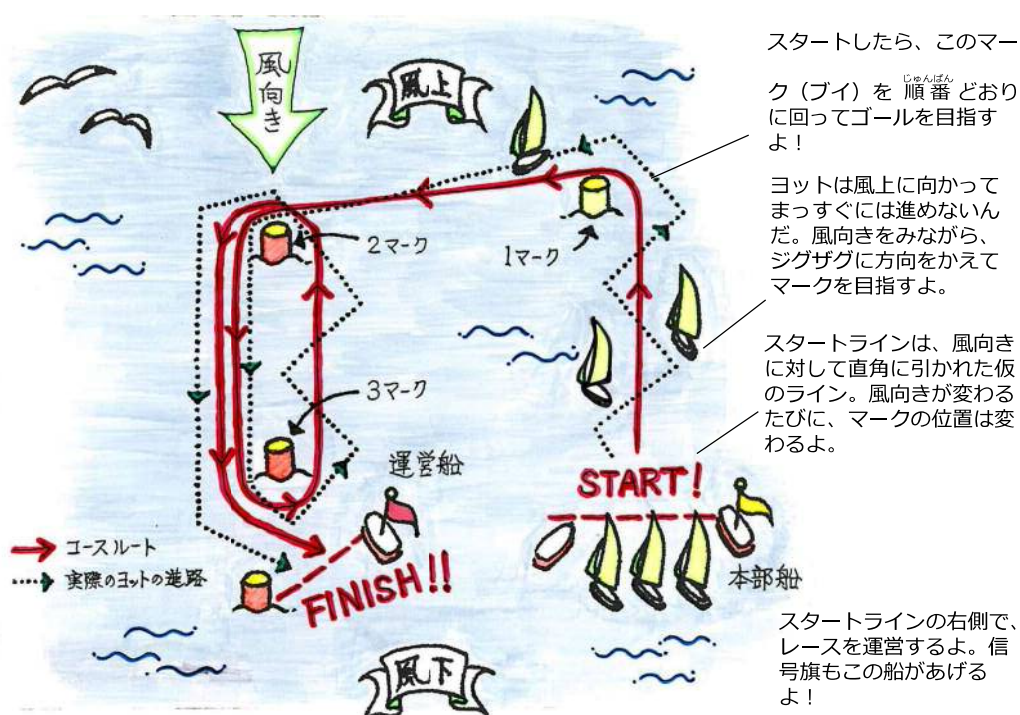 スタートしたら、このマー
じゅんばん
ク（ブイ）を 順番 どおり
に回ってゴールを目指す
よ！
風向き
風上
ヨットは風上に向かって
まっすぐには進めないん
だ。風向きをみながら、
ジグザグに方向をかえて
マークを目指すよ。
2マーク
1マーク
スタートラインは、風向き
に対して直角に引かれた仮
のライン。風向きが変わる
たびに、マークの位置は変
わるよ。
3マーク
運営船
START!
コースルート
実際のヨットの進路
FINISH!!
本部船
スタートラインの右側で、
レースを運営するよ。信
号旗もこの船があげる
よ！
風下